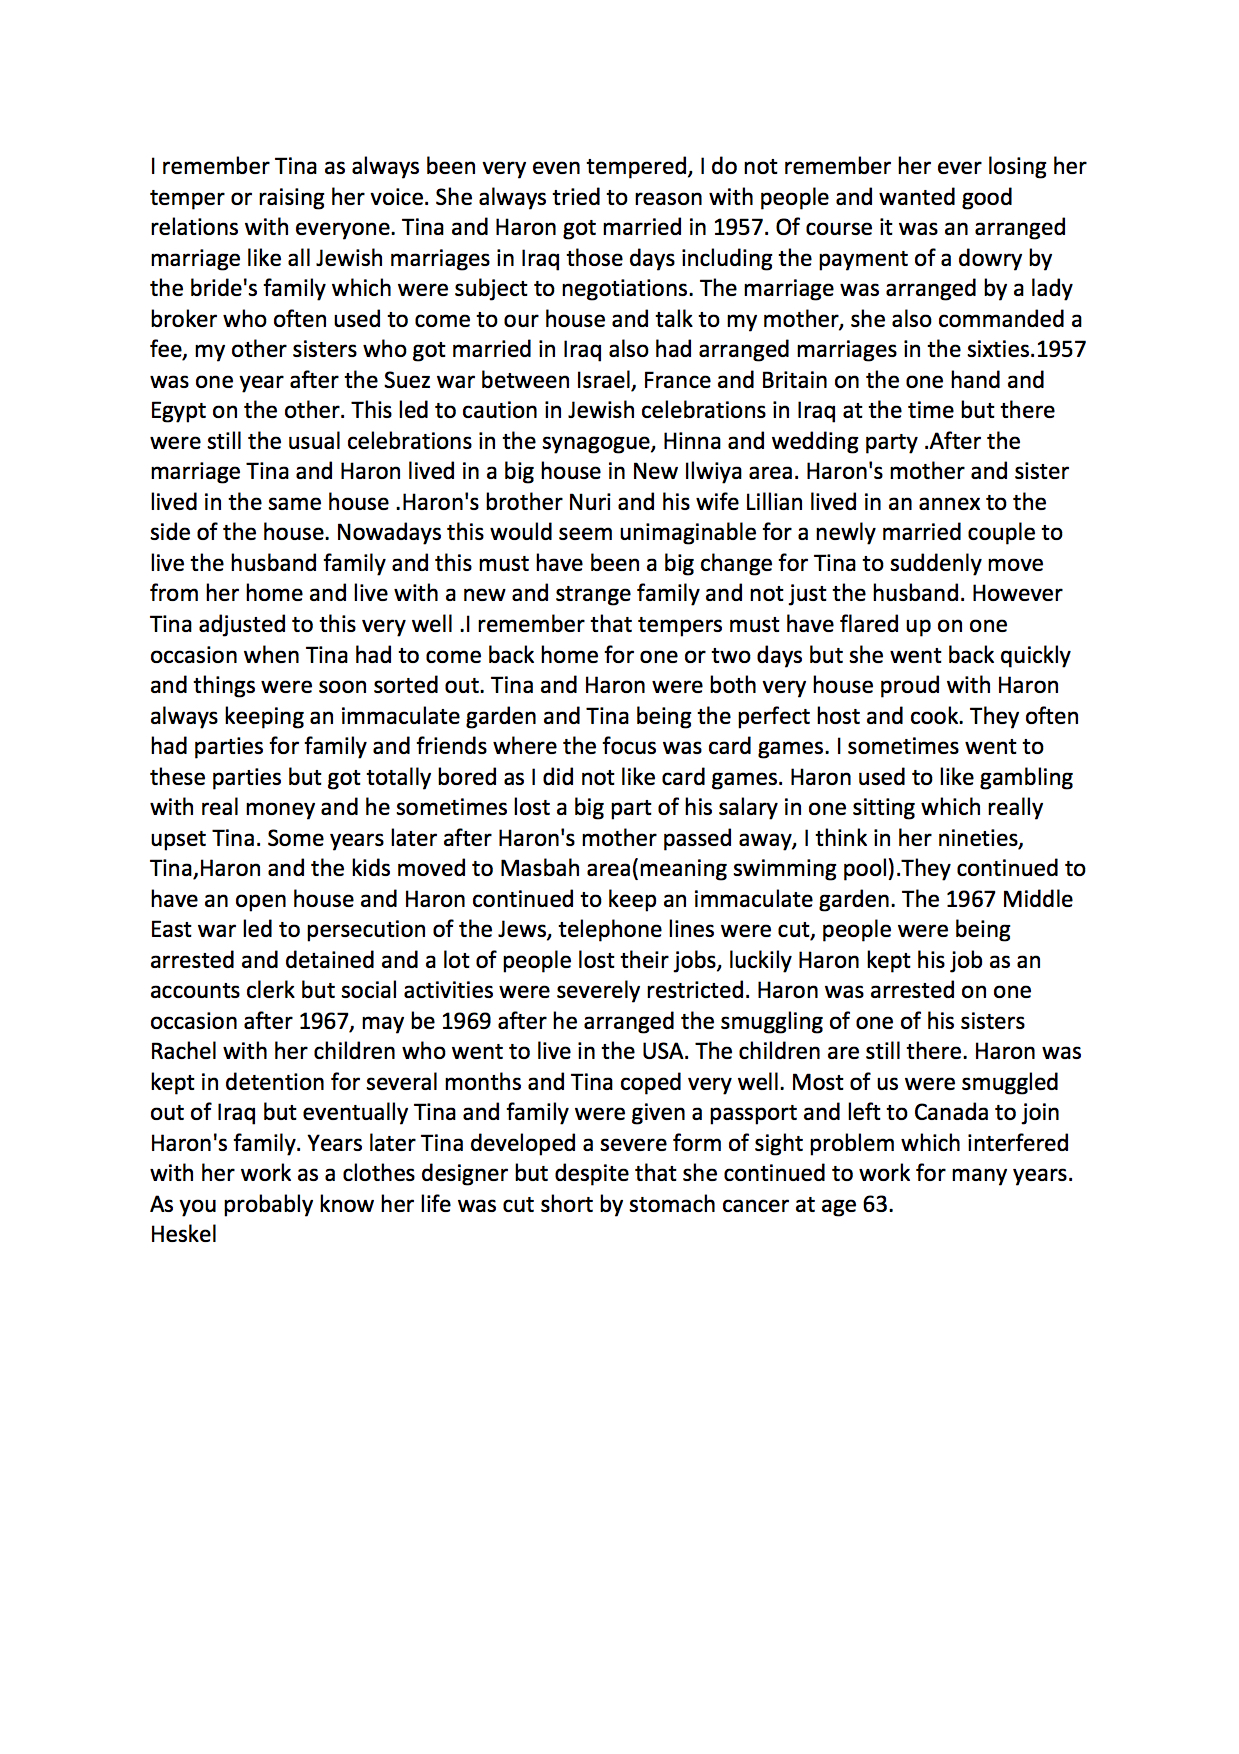 I remember Tina as always been very even tempered, I do not remember her ever losing her
temper or raising her voice. She always tried to reason with people and wanted good
relations with everyone. Tina and Haron got married in 1957. Of course it was an arranged
marriage like all Jewish marriages in Iraq those days including the payment of a dowry by
the bride's family which were subject to negotiations. The marriage was arranged by a lady
broker who often used to come to our house and talk to my mother, she also commanded a
fee, my other sisters who got married in Iraq also had arranged marriages in the sixties.1957
was one year after the Suez war between Israel, France and Britain on the one hand and
Egypt on the other. This led to caution in Jewish celebrations in Iraq at the time but there
were still the usual celebrations in the synagogue, Hinna and wedding party .After the
marriage Tina and Haron lived in a big house in New Ilwiya area. Haron's mother and sister
lived in the same house .Haron's brother Nuri and his wife Lillian lived in an annex to the
side of the house. Nowadays this would seem unimaginable for a newly married couple to
live the husband family and this must have been a big change for Tina to suddenly move
from her home and live with a new and strange family and not just the husband. However
Tina adjusted to this very well .I remember that tempers must have flared up on one
occasion when Tina had to come back home for one or two days but she went back quickly
and things were soon sorted out. Tina and Haron were both very house proud with Haron
always keeping an immaculate garden and Tina being the perfect host and cook. They often
had parties for family and friends where the focus was card games. I sometimes went to
these parties but got totally bored as I did not like card games. Haron used to like gambling
with real money and he sometimes lost a big part of his salary in one sitting which really
upset Tina. Some years later after Haron's mother passed away, I think in her nineties,
Tina,Haron and the kids moved to Masbah area(meaning swimming pool).They continued to
have an open house and Haron continued to keep an immaculate garden. The 1967 Middle
East war led to persecution of the Jews, telephone lines were cut, people were being
arrested and detained and a lot of people lost their jobs, luckily Haron kept his job as an
accounts clerk but social activities were severely restricted. Haron was arrested on one
occasion after 1967, may be 1969 after he arranged the smuggling of one of his sisters
Rachel with her children who went to live in the USA. The children are still there. Haron was
kept in detention for several months and Tina coped very well. Most of us were smuggled
out of Iraq but eventually Tina and family were given a passport and left to Canada to join
Haron's family. Years later Tina developed a severe form of sight problem which interfered
with her work as a clothes designer but despite that she continued to work for many years.
As you probably know her life was cut short by stomach cancer at age 63.
Heskel